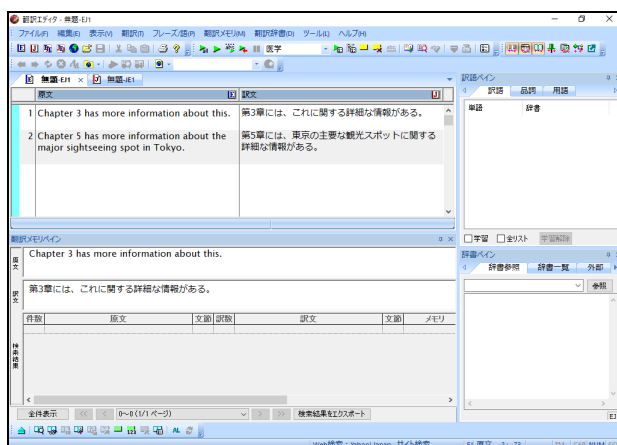 翻訳エディタ - 無題-EJ1
ファイル(F) 編集(E) 表示(V) 翻訳(T) フレーズ/語(P) 翻訳メモリ(M) 翻訳辞書(D) ツール(L) ヘルプ(H)
医学
無題-EJ1 × 無題-JE1
原文 E 訳文 J
1 Chapter 3 has more information about this. 第3章には、これに関する詳細な情報がある。
2 Chapter 5 has more information about the 第5章には、東京の主要な観光スポットに関する
major sightseeing spot in Tokyo. 詳細な情報がある。
翻訳メモリペイン
原文
Chapter 3 has more information about this.
訳文
第3章には、これに関する詳細な情報がある。
検索結果
件数 原文 文節 訳数 訳文 文節 メモリ
全件表示 << < 0～0 (1/1 ページ) > >> 検索結果をエクスポート
訳語ペイン
訳語 品詞 用語
単語 辞書
学習 全リスト 学習解除
辞書ペイン
辞書参照 辞書一覧 外部
参照
EJ
Web検索：Yahoo! Japan サイト検索